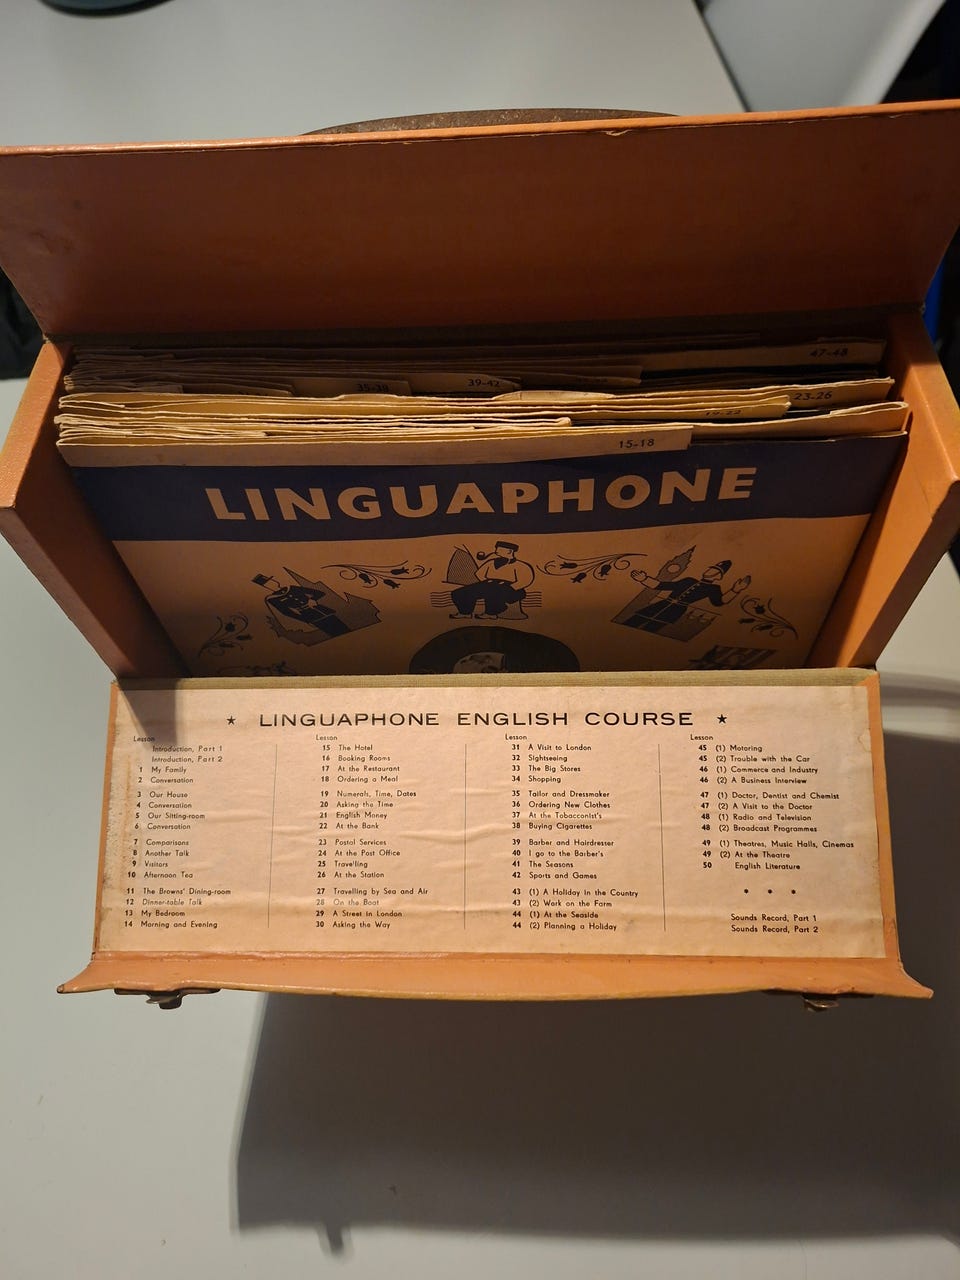 47-48
35-38
39-42
23-26
19-22
15-18
LINGUAPHONE
★ LINGUAPHONE ENGLISH COURSE ★
Lesson
Introduction, Part 1
Introduction, Part 2
1 My Family
2 Conversation
3 Our House
4 Conversation
5 Our Sitting-room
6 Conversation
7 Comparisons
8 Another Talk
9 Visitors
10 Afternoon Tea
11 The Browns' Dining-room
12 Dinner-table Talk
13 My Bedroom
14 Morning and Evening
Lesson
15 The Hotel
16 Booking Rooms
17 At the Restaurant
18 Ordering a Meal
19 Numerals, Time, Dates
20 Asking the Time
21 English Money
22 At the Bank
23 Postal Services
24 At the Post Office
25 Travelling
26 At the Station
27 Travelling by Sea and Air
28 On the Boat
29 A Street in London
30 Asking the Way
Lesson
31 A Visit to London
32 Sightseeing
33 The Big Stores
34 Shopping
35 Tailor and Dressmaker
36 Ordering New Clothes
37 At the Tobacconist's
38 Buying Cigarettes
39 Barber and Hairdresser
40 I go to the Barber's
41 The Seasons
42 Sports and Games
43 (1) A Holiday in the Country
43 (2) Work on the Farm
44 (1) At the Seaside
44 (2) Planning a Holiday
Lesson
45 (1) Motoring
45 (2) Trouble with the Car
46 (1) Commerce and Industry
46 (2) A Business Interview
47 (1) Doctor, Dentist and Chemist
47 (2) A Visit to the Doctor
48 (1) Radio and Television
48 (2) Broadcast Programmes
49 (1) Theatres, Music Halls, Cinemas
49 (2) At the Theatre
50 English Literature
* * *
Sounds Record, Part 1
Sounds Record, Part 2